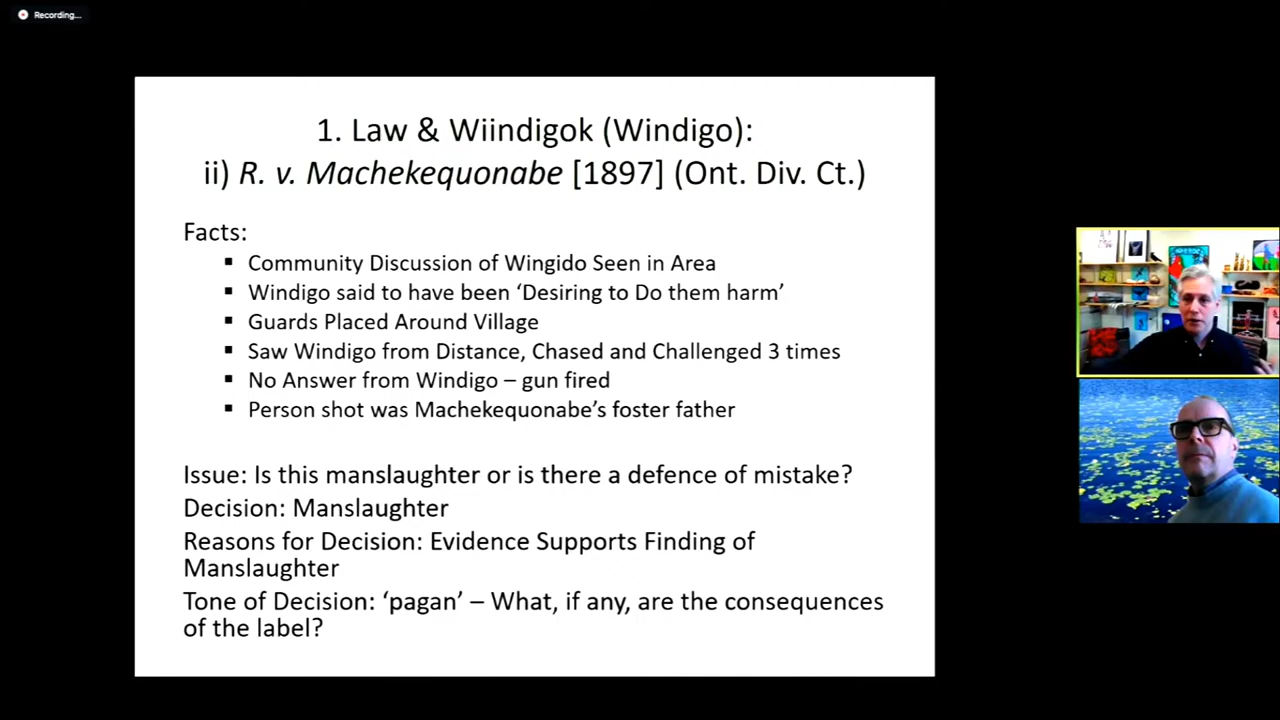 Recording...
1. Law & Wiindigok (Windigo):
ii) R. v. Machekequonabe [1897] (Ont. Div. Ct.)
Facts:
▪ Community Discussion of Wingido Seen in Area
▪ Windigo said to have been ‘Desiring to Do them harm’
▪ Guards Placed Around Village
▪ Saw Windigo from Distance, Chased and Challenged 3 times
▪ No Answer from Windigo – gun fired
▪ Person shot was Machekequonabe’s foster father
Issue: Is this manslaughter or is there a defence of mistake?
Decision: Manslaughter
Reasons for Decision: Evidence Supports Finding of
Manslaughter
Tone of Decision: ‘pagan’ – What, if any, are the consequences
of the label?